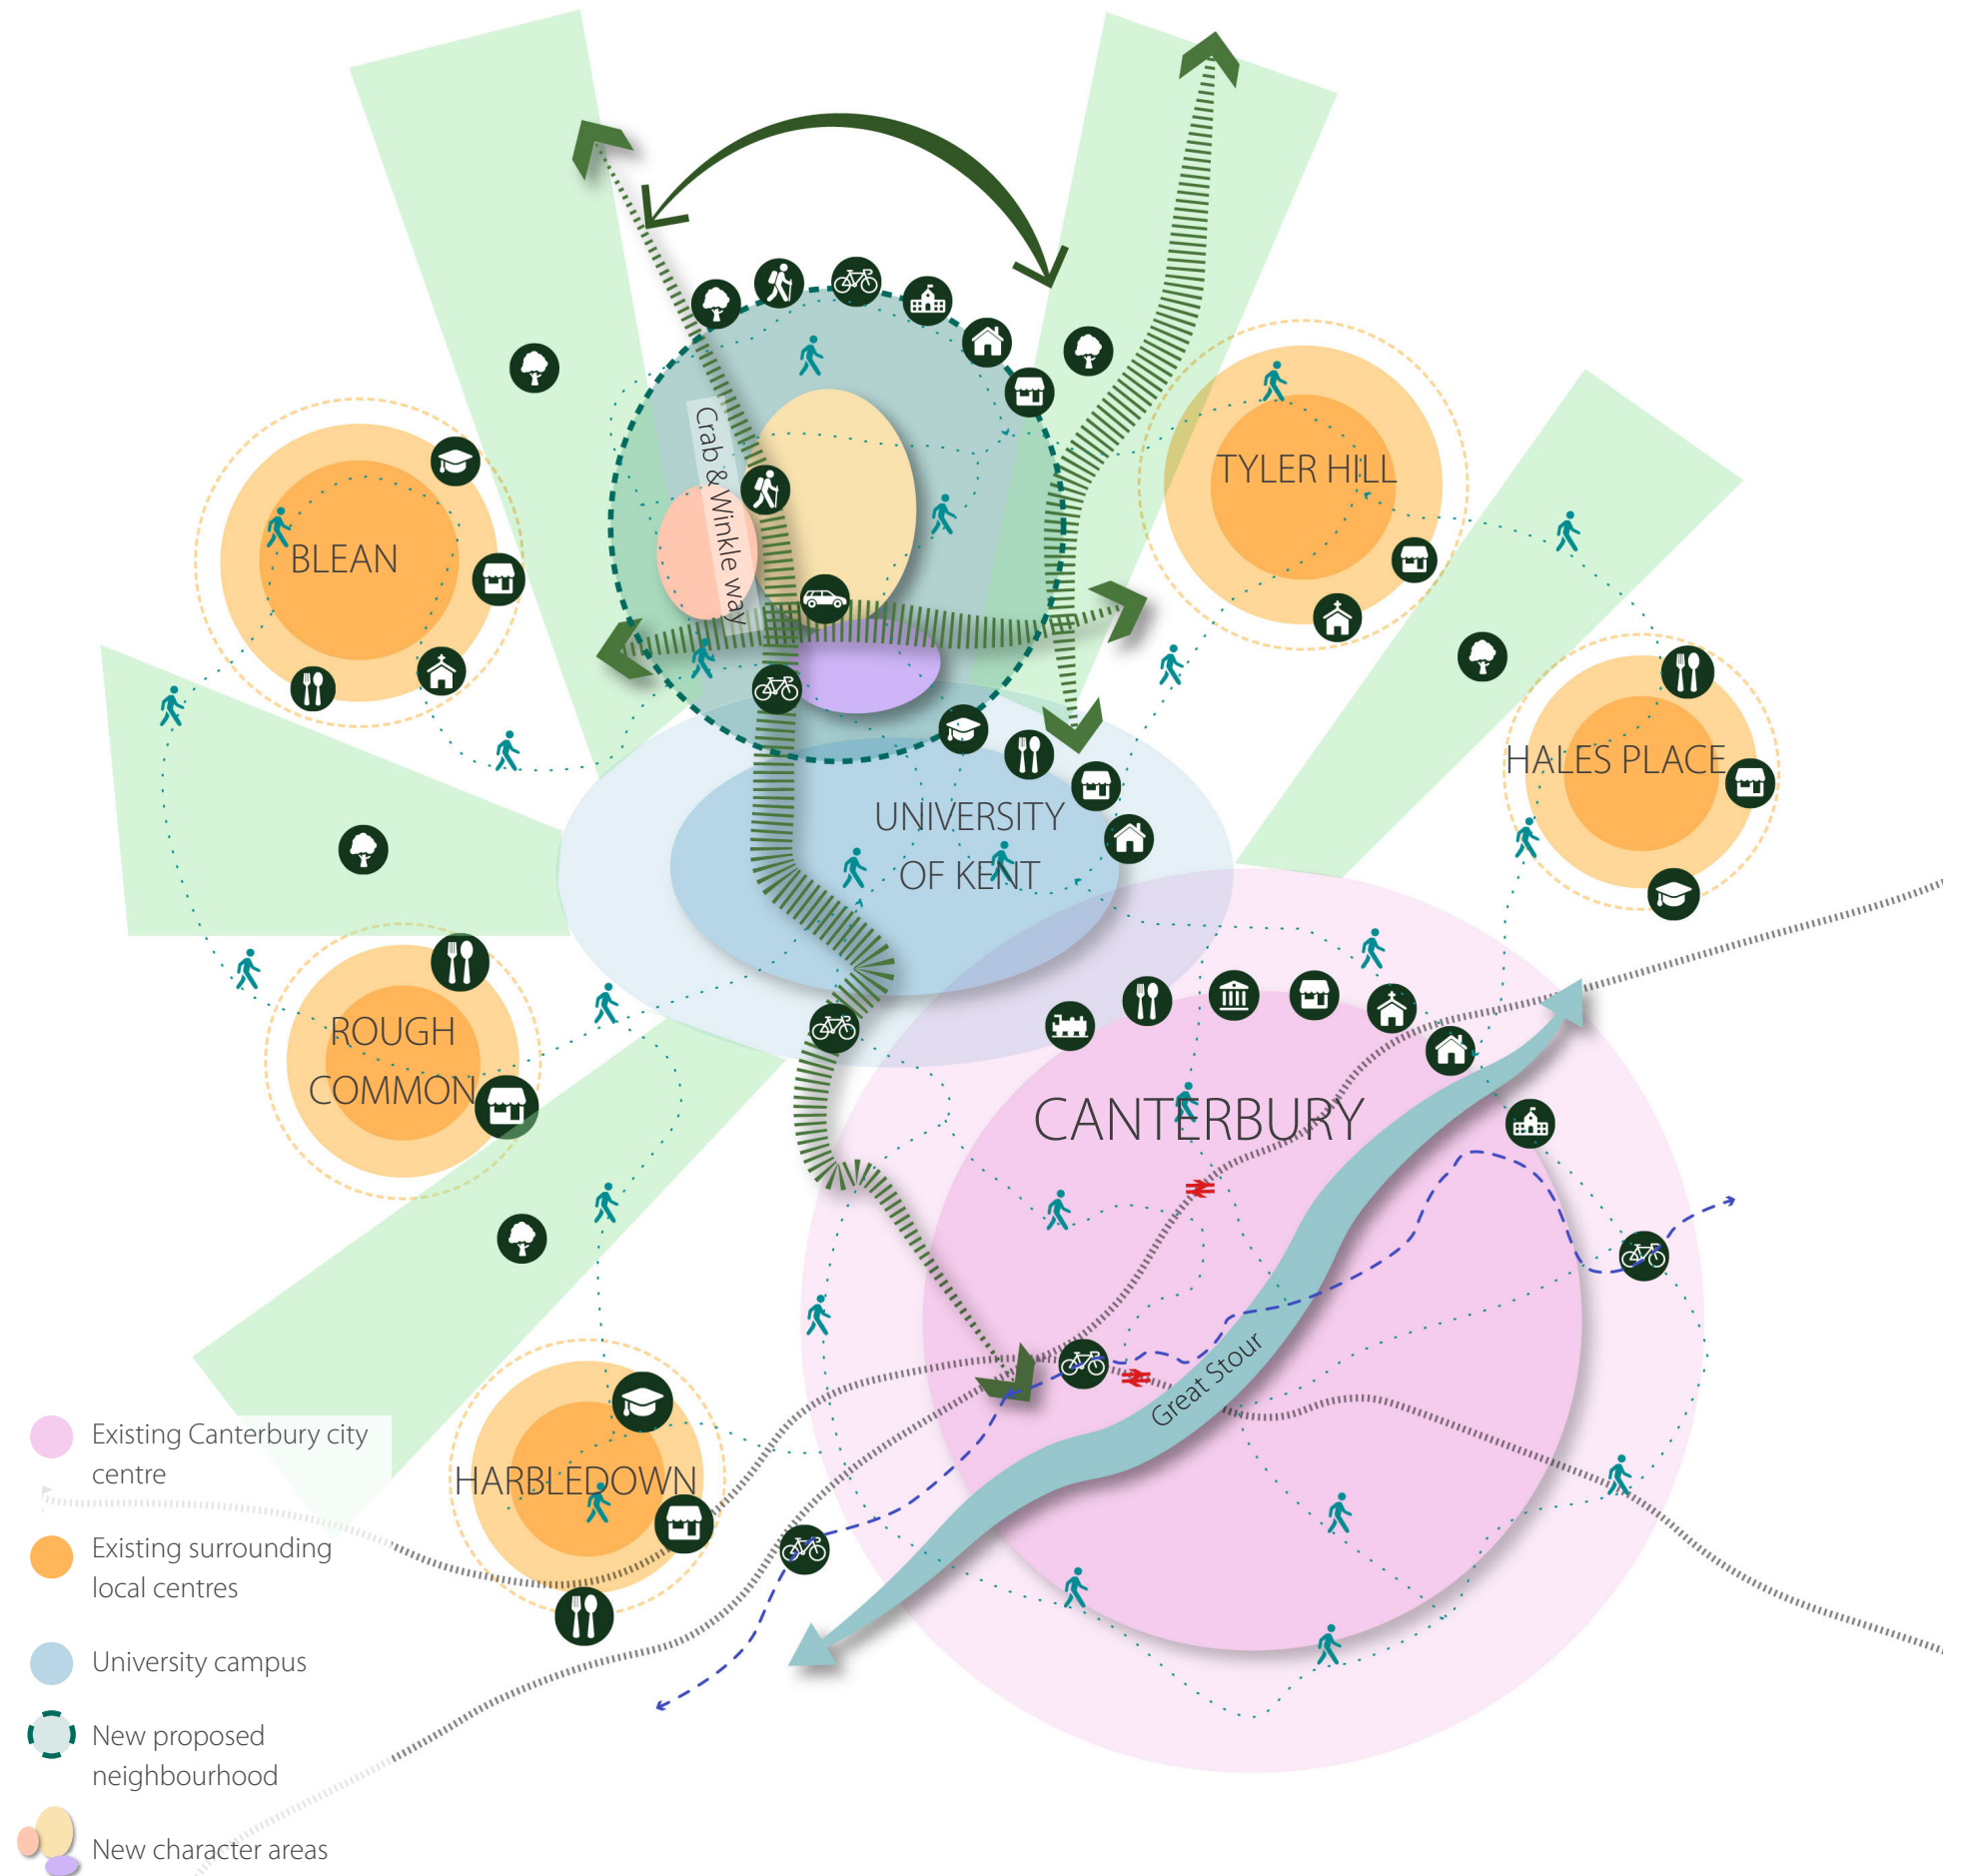 Crab & Winkle way
TYLER HILL
BLEAN
HALES PLACE
UNIVERSITY
OF KENT
ROUGH
COMMON
CANTERBURY
Great Stour
HARBLEDOWN
Existing Canterbury city
centre
Existing surrounding
local centres
University campus
New proposed
neighbourhood
New character areas